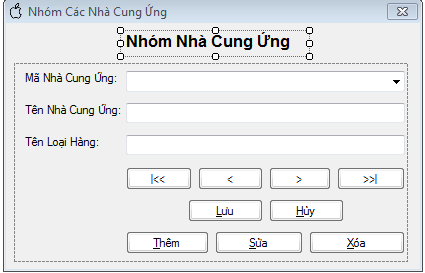 Nhóm Các Nhà Cung Ứng
Nhóm Nhà Cung Ứng
Mã Nhà Cung Ứng:
Tên Nhà Cung Ứng:
Tên Loại Hàng:
|<< < > >>|
Lưu Hủy
Thêm Sửa Xóa